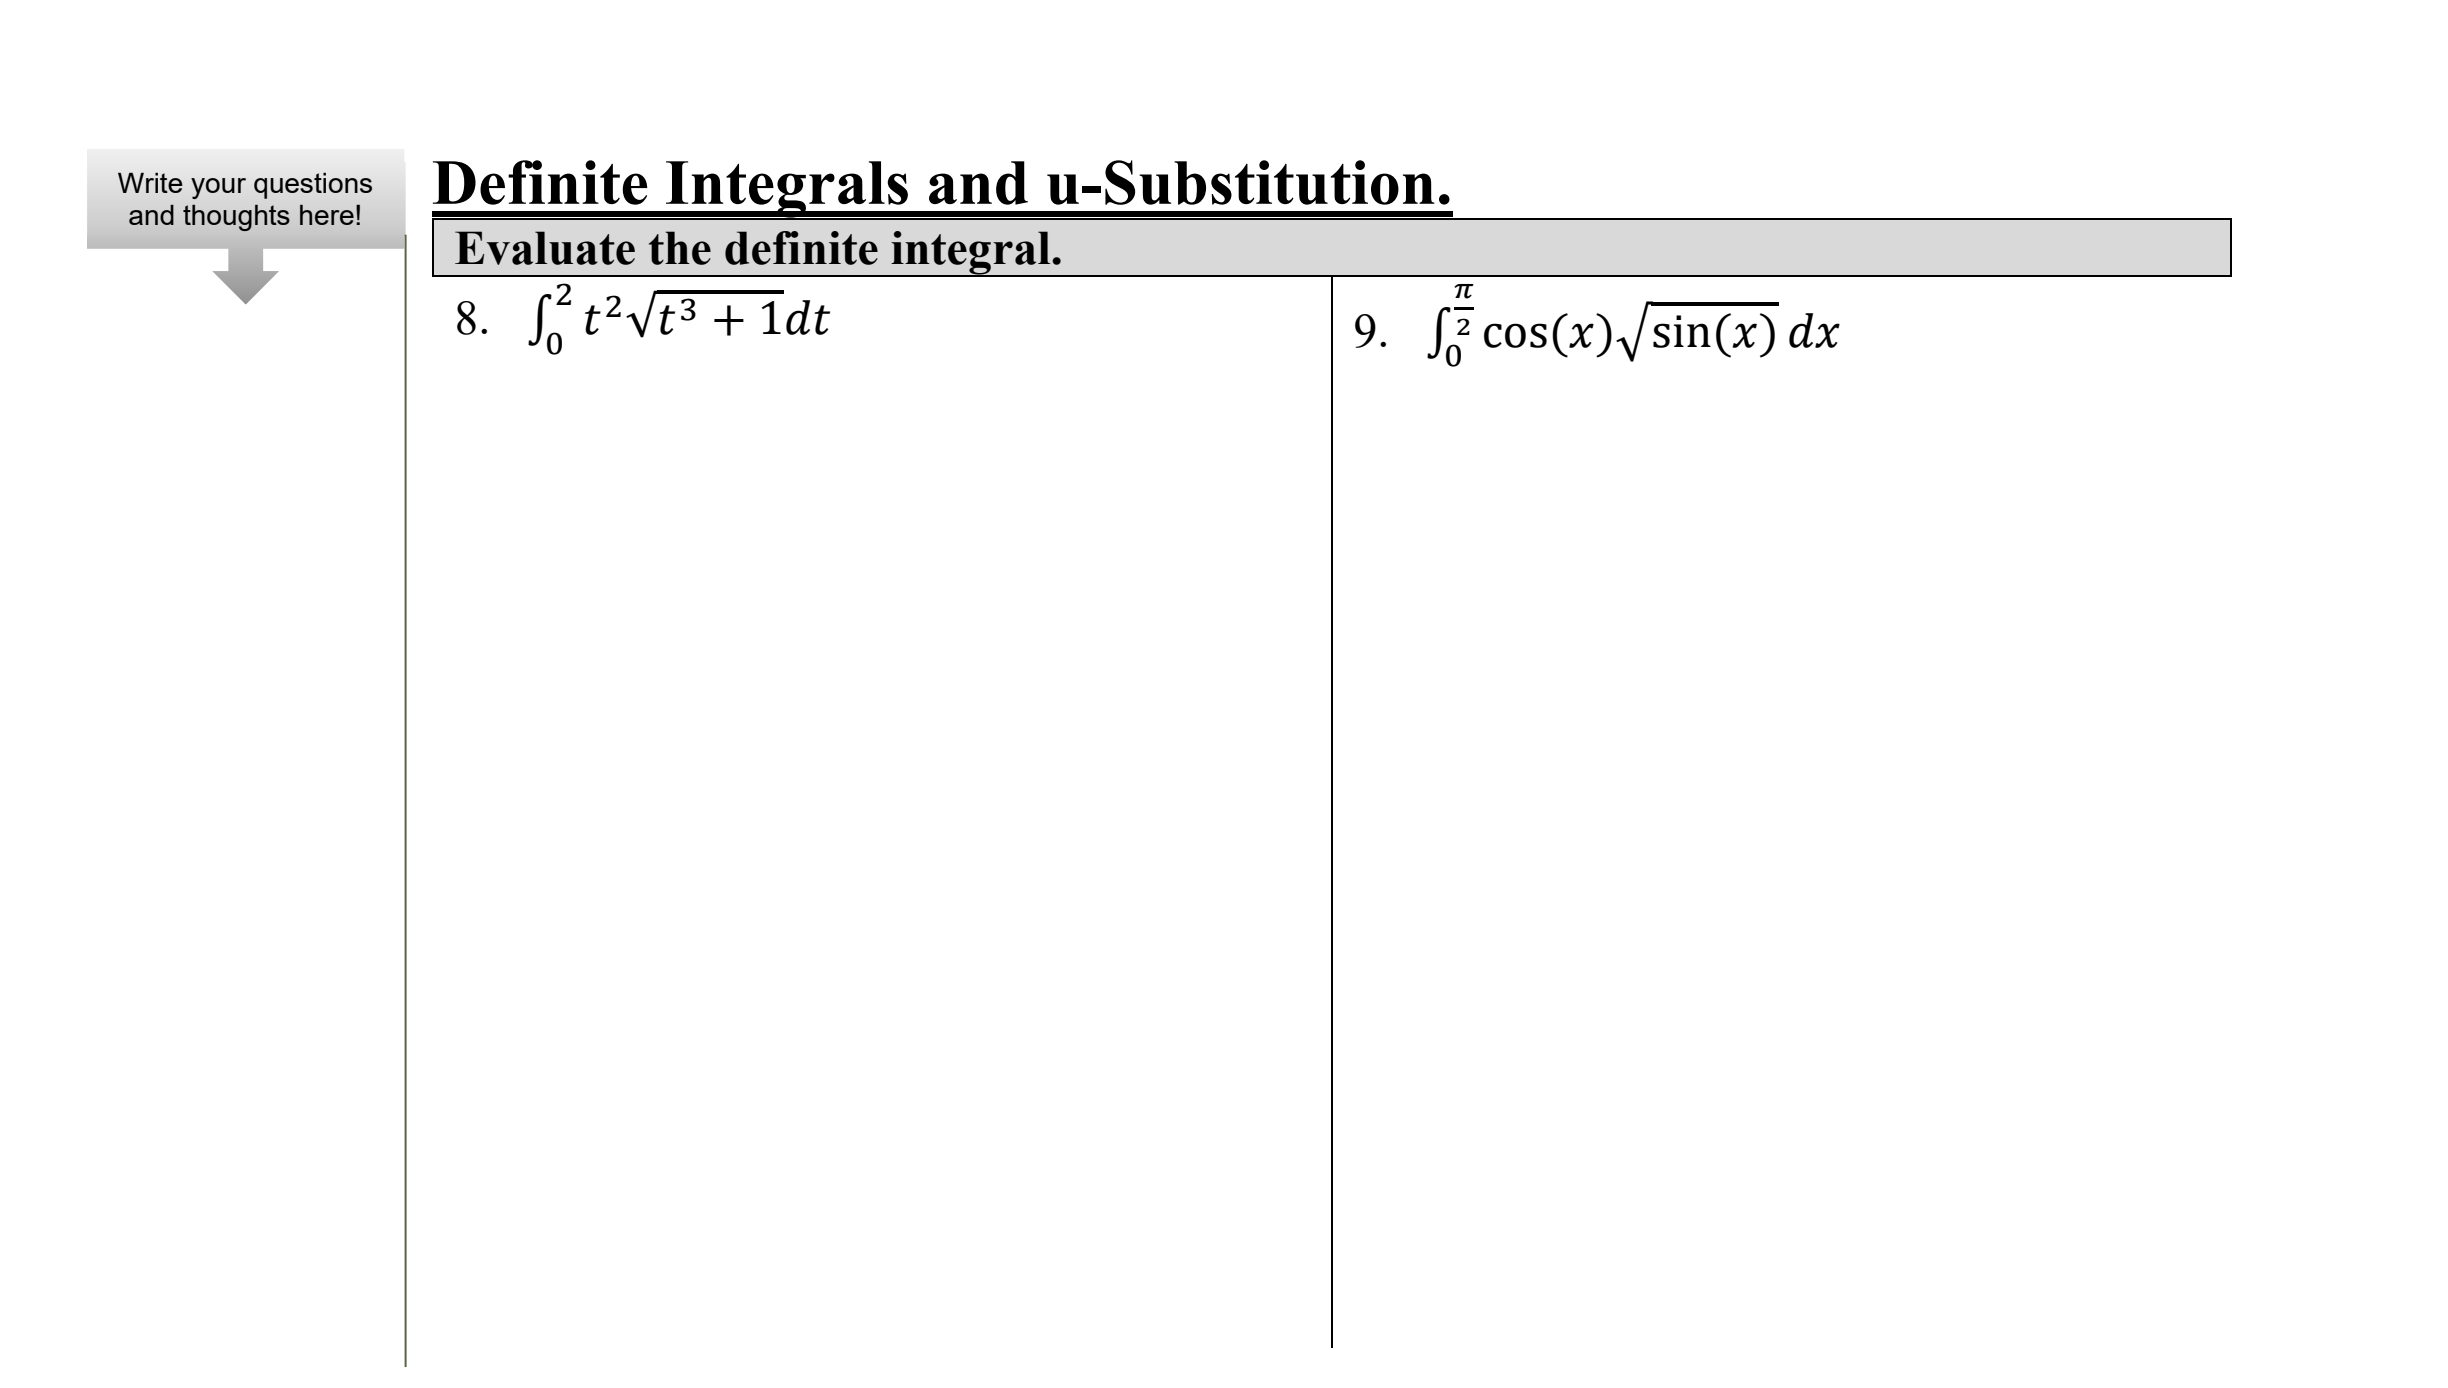 Write your questions
and thoughts here!
Definite Integrals and u-Substitution.
Evaluate the definite integral.
8. ∫₀² t²√(t³ + 1)dt
9. ∫₀^(π/2) cos(x)√(sin(x)) dx